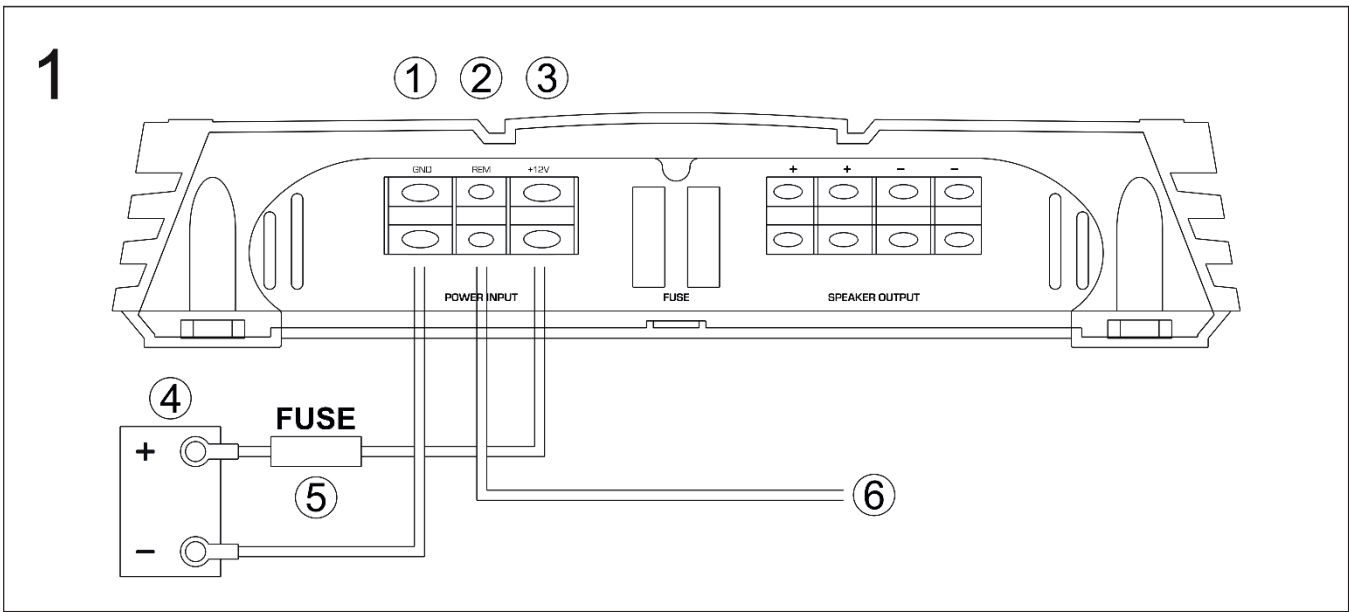 1
① ② ③
GND REM +12V + + − −
POWER INPUT FUSE SPEAKER OUTPUT
④
FUSE
+
⑤
⑥
−